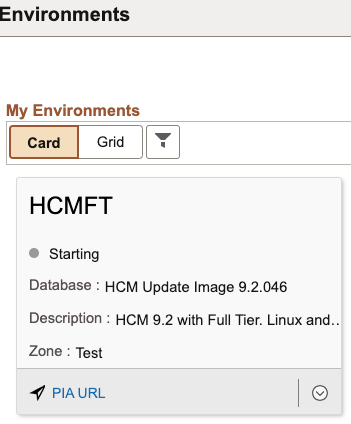 Environments
My Environments
Card Grid
HCMFT
Starting
Database : HCM Update Image 9.2.046
Description : HCM 9.2 with Full Tier. Linux and...
Zone : Test
PIA URL